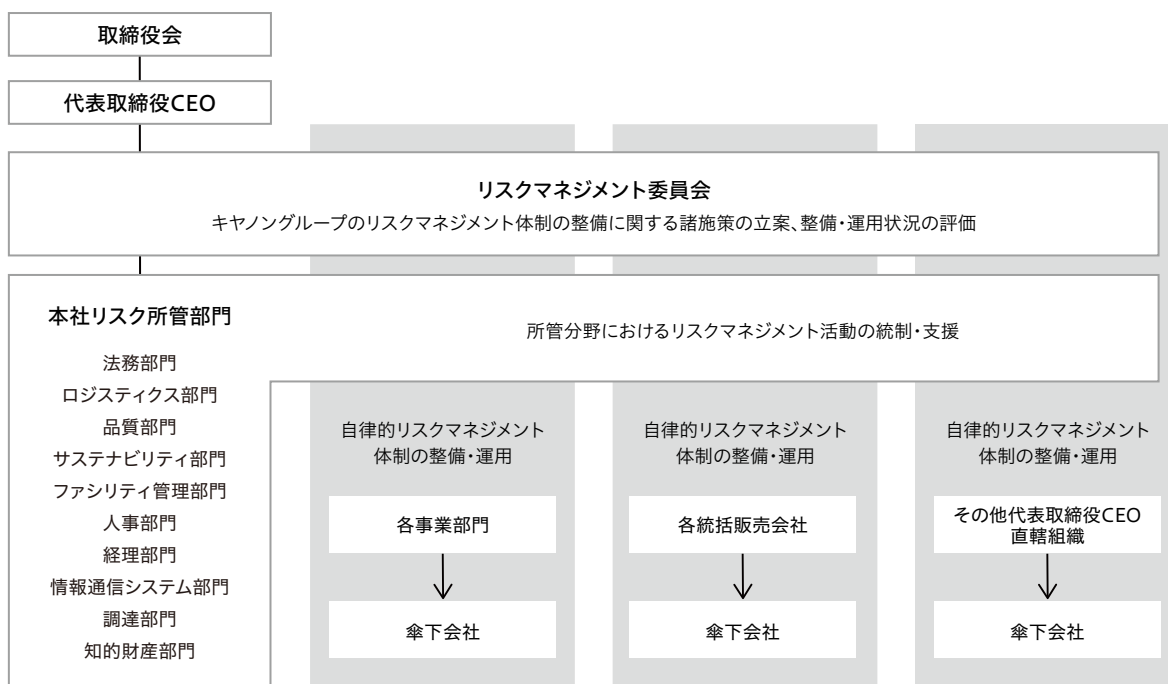 取締役会
代表取締役CEO
リスクマネジメント委員会
キヤノングループのリスクマネジメント体制の整備に関する諸施策の立案、整備・運用状況の評価
本社リスク所管部門
法務部門
ロジスティクス部門
品質部門
サステナビリティ部門
ファシリティ管理部門
人事部門
経理部門
情報通信システム部門
調達部門
知的財産部門
所管分野におけるリスクマネジメント活動の統制・支援
自律的リスクマネジメント
体制の整備・運用
各事業部門
傘下会社
自律的リスクマネジメント
体制の整備・運用
各統括販売会社
傘下会社
自律的リスクマネジメント
体制の整備・運用
その他代表取締役CEO
直轄組織
傘下会社